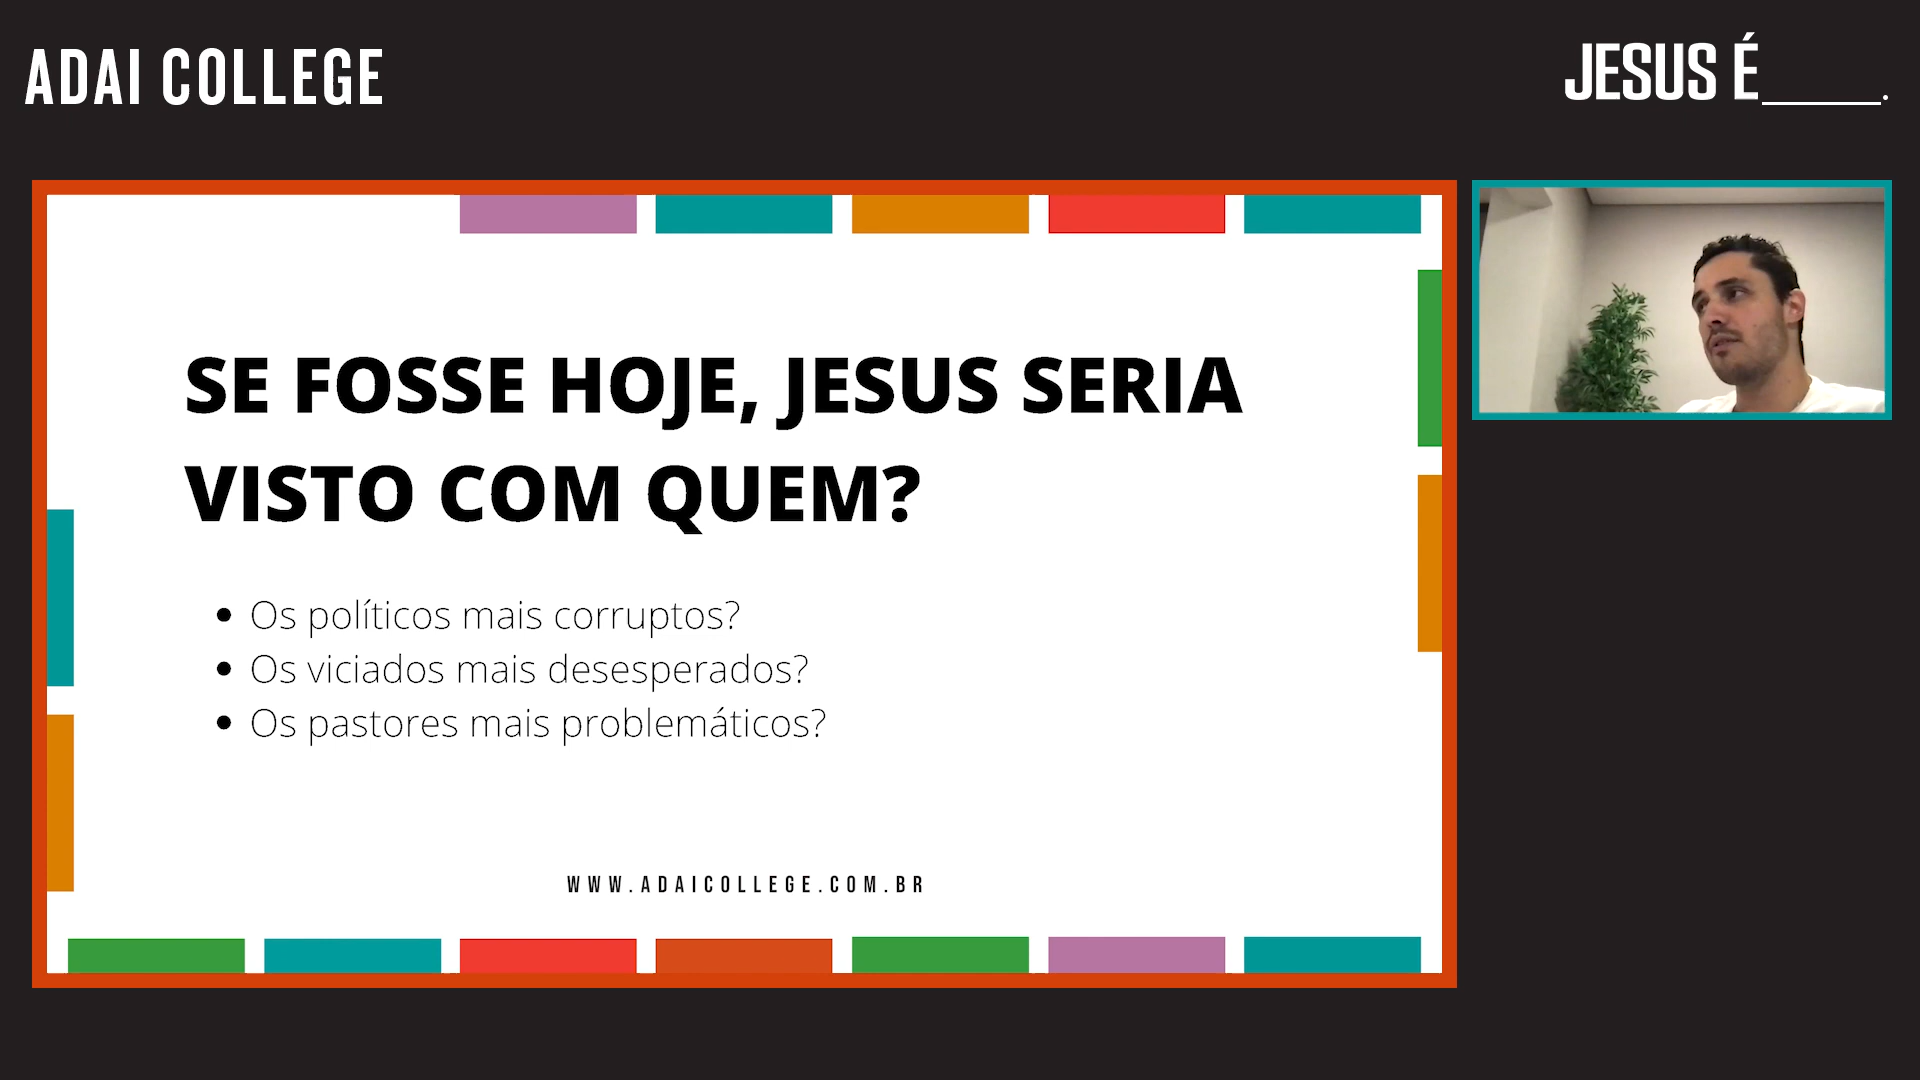 ADAI COLLEGE
JESUS É_____.
SE FOSSE HOJE, JESUS SERIA
VISTO COM QUEM?
• Os políticos mais corruptos?
• Os viciados mais desesperados?
• Os pastores mais problemáticos?
WWW.ADAICOLLEGE.COM.BR